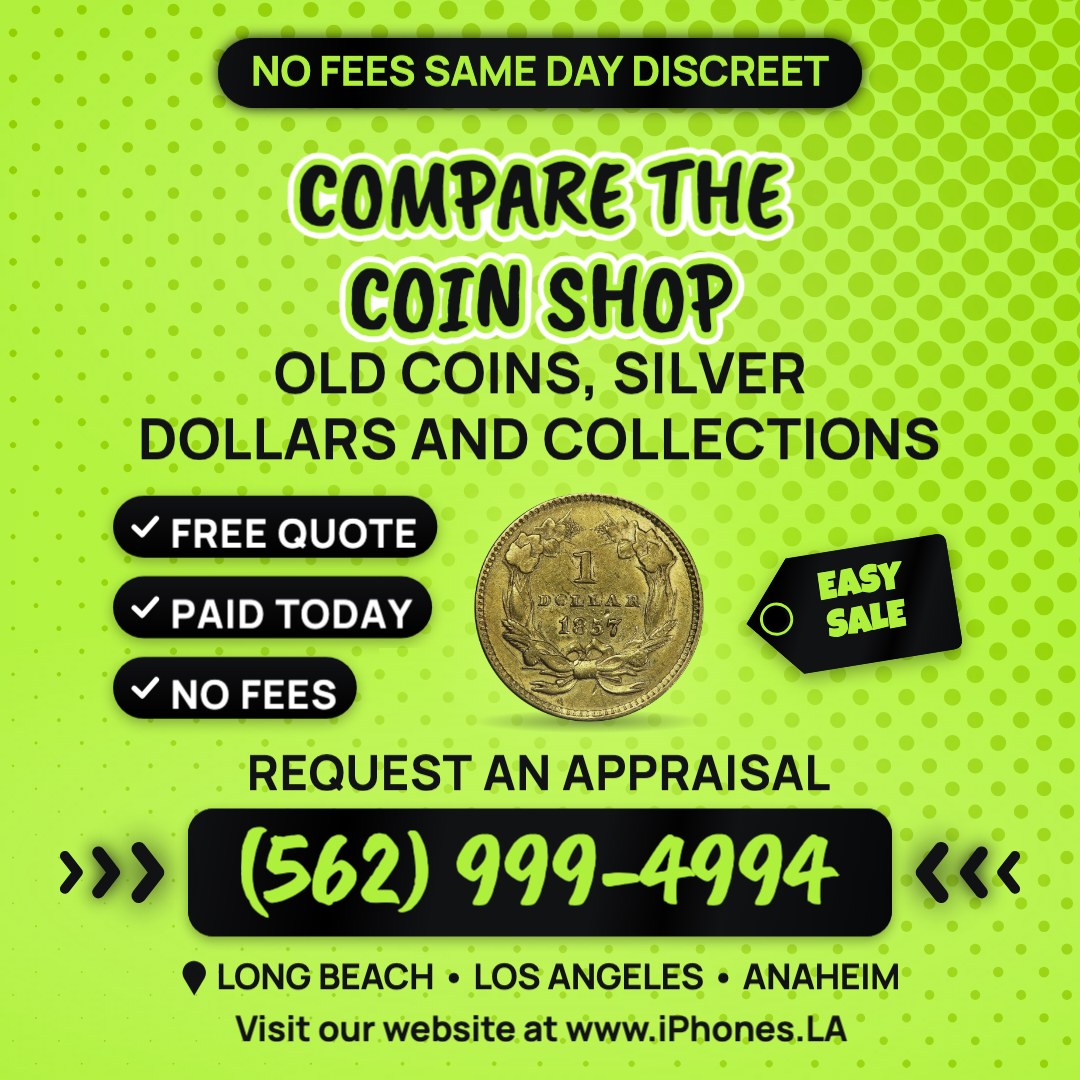 NO FEES SAME DAY DISCREET
COMPARE THE
COIN SHOP
OLD COINS, SILVER
DOLLARS AND COLLECTIONS
FREE QUOTE
PAID TODAY
NO FEES
1
DOLLAR
1857
EASY
SALE
REQUEST AN APPRAISAL
(562) 999-4994
LONG BEACH • LOS ANGELES • ANAHEIM
Visit our website at www.iPhones.LA